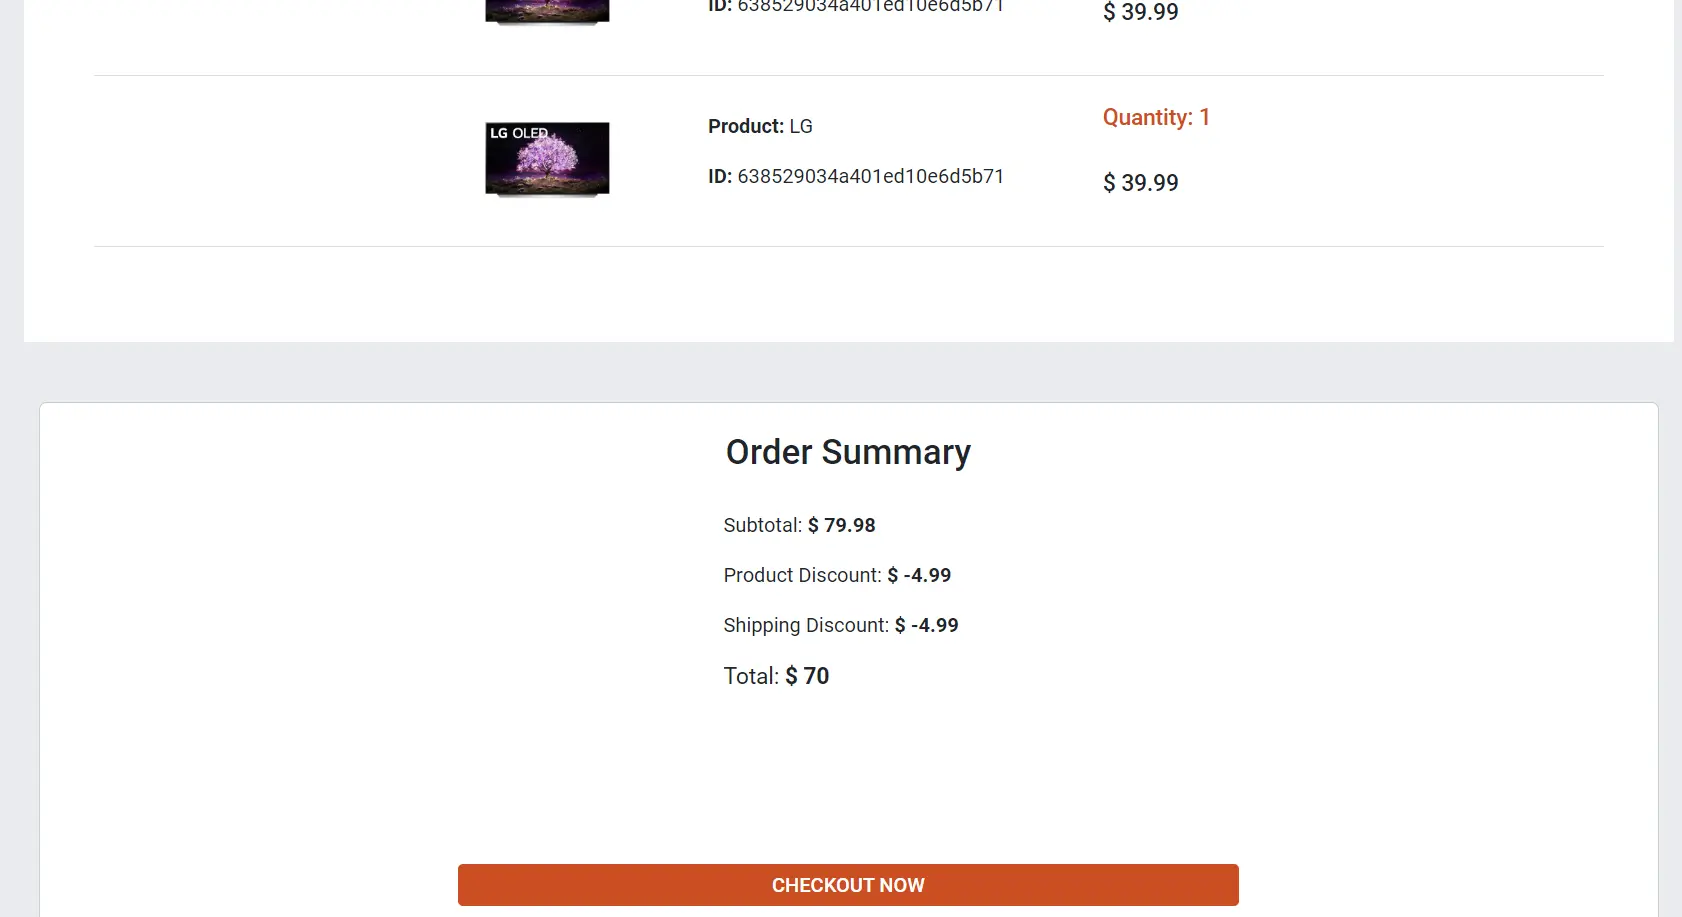 ID: 638529034a401ed10e6d5b71
$ 39.99
LG OLED
Product: LG
Quantity: 1
ID: 638529034a401ed10e6d5b71
$ 39.99
Order Summary
Subtotal: $ 79.98
Product Discount: $ -4.99
Shipping Discount: $ -4.99
Total: $ 70
CHECKOUT NOW